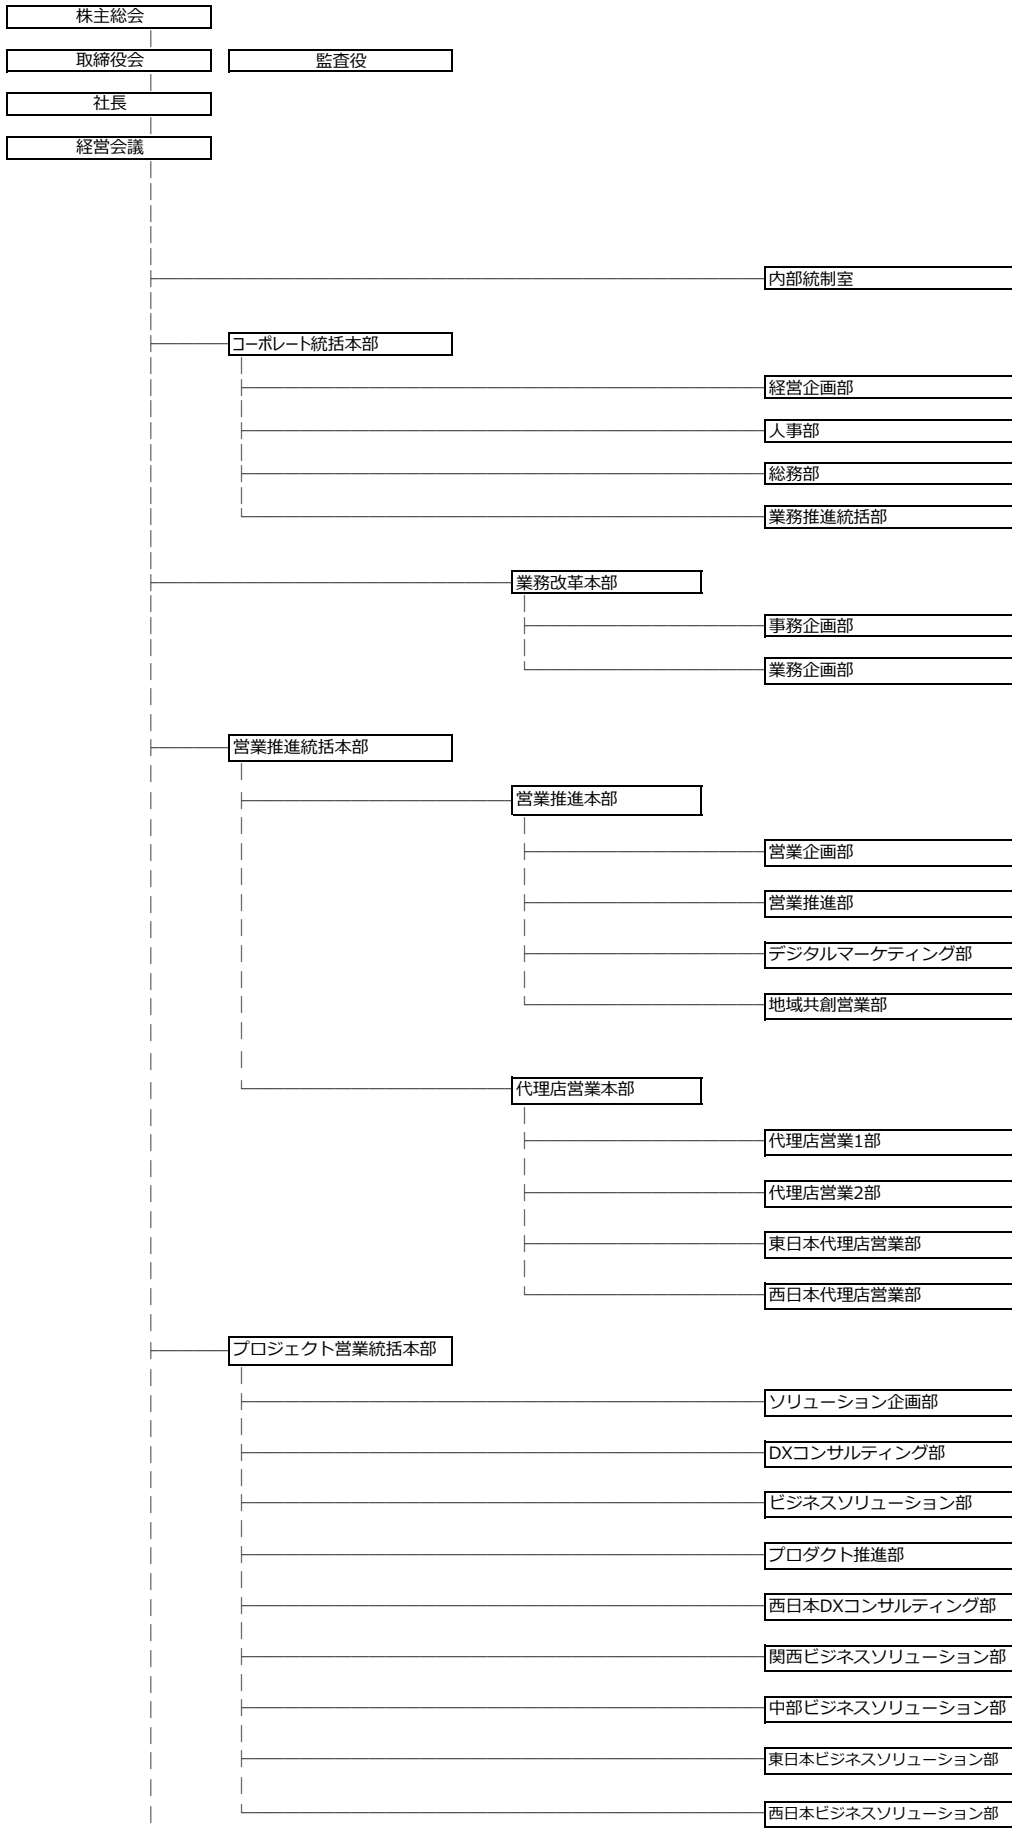 株主総会
取締役会
監査役
社長
経営会議
内部統制室
コーポレート統括本部
経営企画部
人事部
総務部
業務推進統括部
業務改革本部
事務企画部
業務企画部
営業推進統括本部
営業推進本部
営業企画部
営業推進部
デジタルマーケティング部
地域共創営業部
代理店営業本部
代理店営業1部
代理店営業2部
東日本代理店営業部
西日本代理店営業部
プロジェクト営業統括本部
ソリューション企画部
DXコンサルティング部
ビジネスソリューション部
プロダクト推進部
西日本DXコンサルティング部
関西ビジネスソリューション部
中部ビジネスソリューション部
東日本ビジネスソリューション部
西日本ビジネスソリューション部